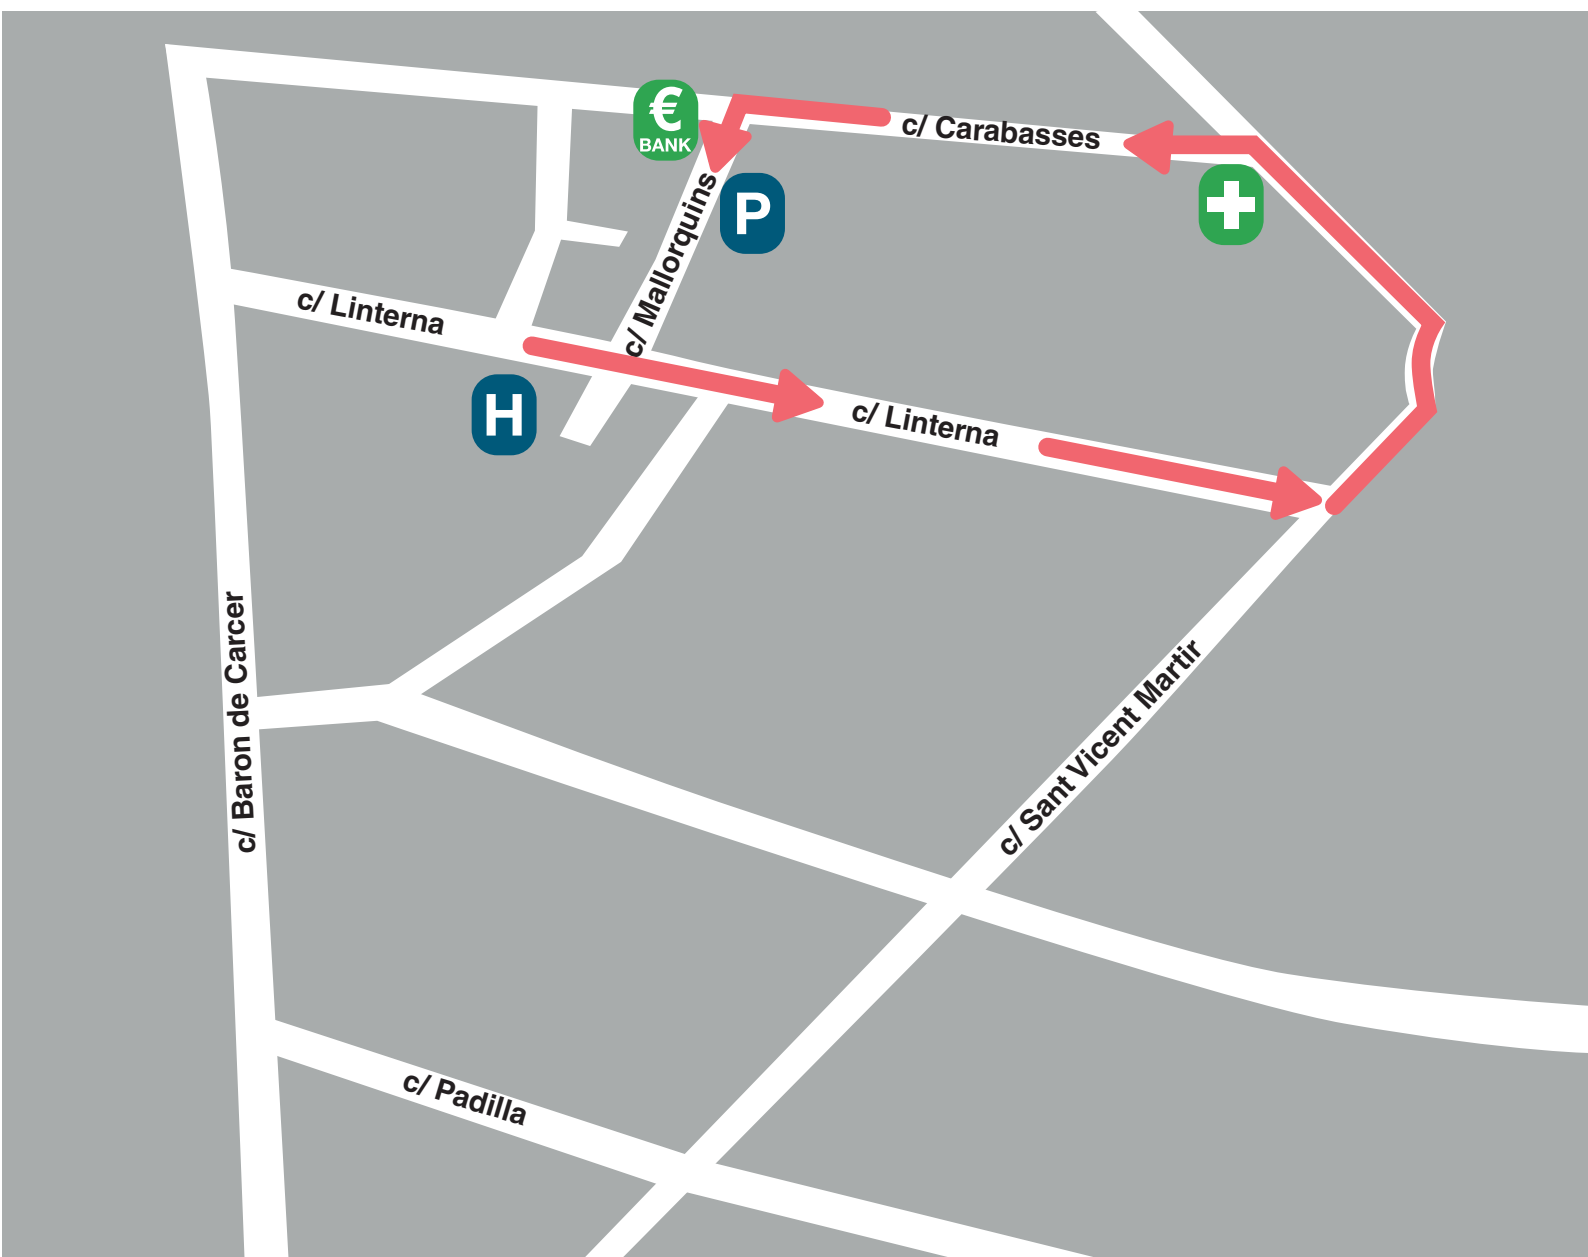 €
BANK
c/ Carabasses
P
c/ Mallorquins
c/ Linterna
H
c/ Linterna
c/ Baron de Carcer
c/ Sant Vicent Martir
c/ Padilla